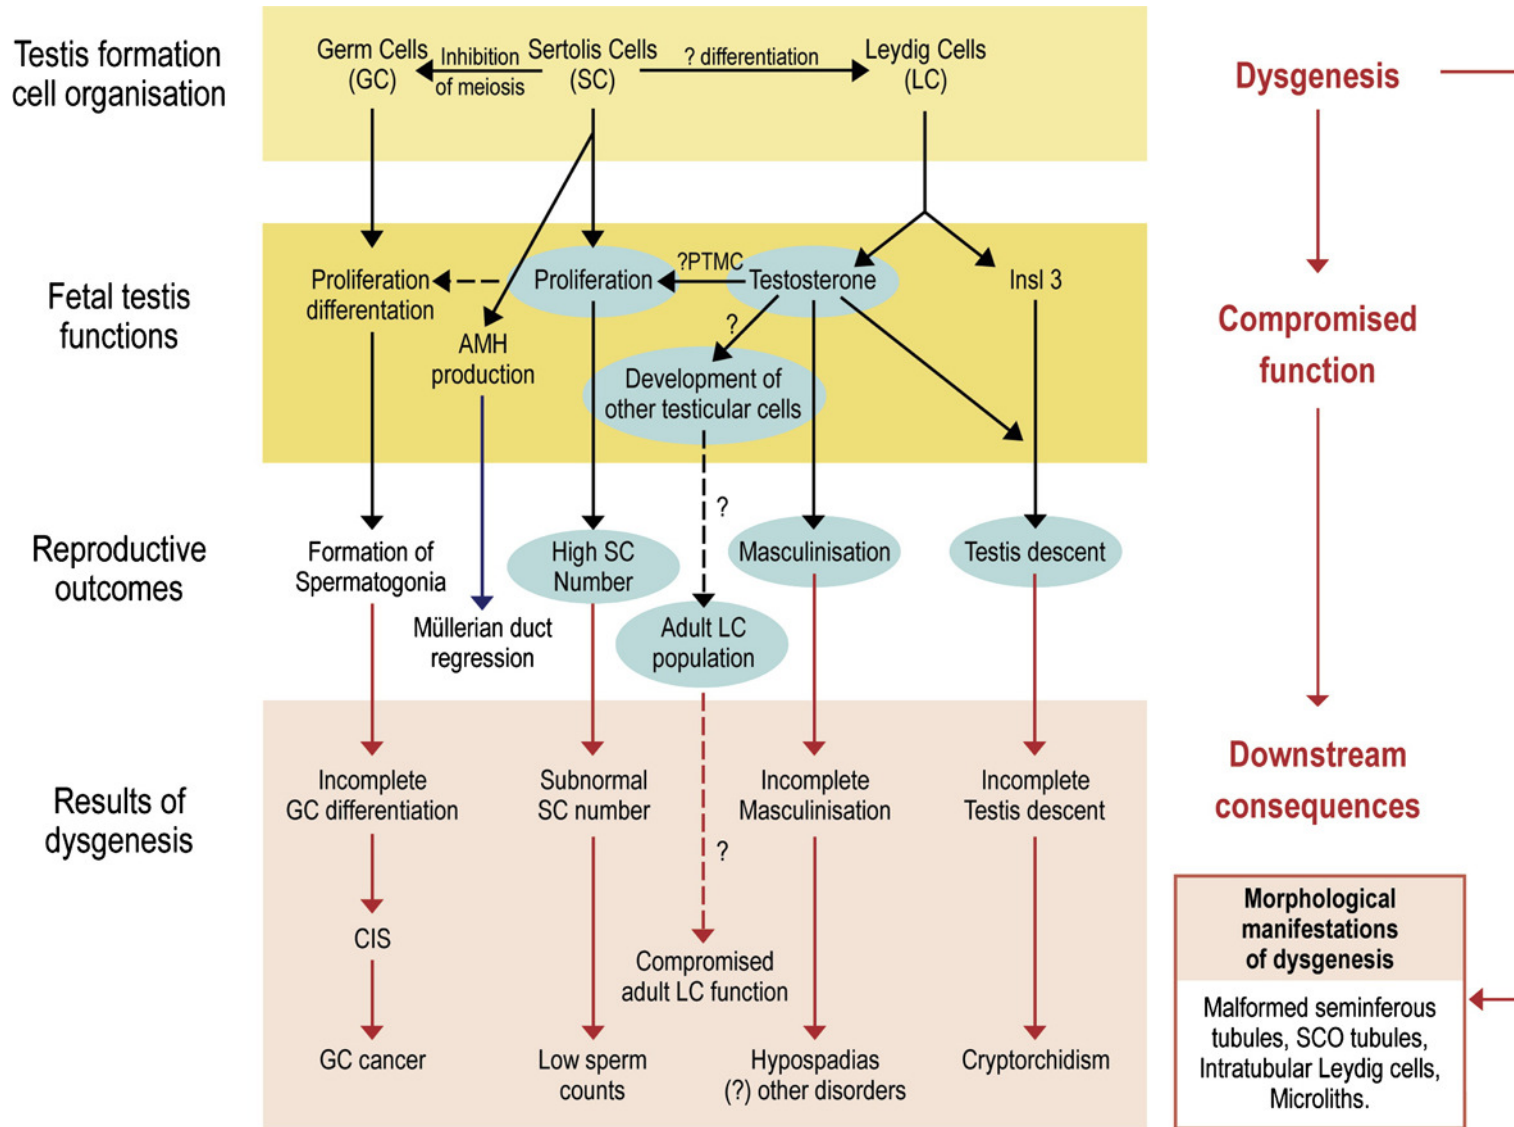 Testis formation
cell organisation
Germ Cells
(GC)
Inhibition
of meiosis
Sertolis Cells
(SC)
? differentiation
Leydig Cells
(LC)
Dysgenesis
Fetal testis
functions
Proliferation
differentation
Proliferation
?PTMC
Testosterone
Insl 3
AMH
production
?
Development of
other testicular cells
Compromised
function
Reproductive
outcomes
Formation of
Spermatogonia
Müllerian duct
regression
High SC
Number
?
Adult LC
population
Masculinisation
Testis descent
Results of
dysgenesis
Incomplete
GC differentiation
Subnormal
SC number
Incomplete
Masculinisation
Incomplete
Testis descent
?
CIS
Compromised
adult LC function
GC cancer
Low sperm
counts
Hypospadias
(?) other disorders
Cryptorchidism
Downstream
consequences
Morphological
manifestations
of dysgenesis
Malformed seminferous
tubules, SCO tubules,
Intratubular Leydig cells,
Microliths.